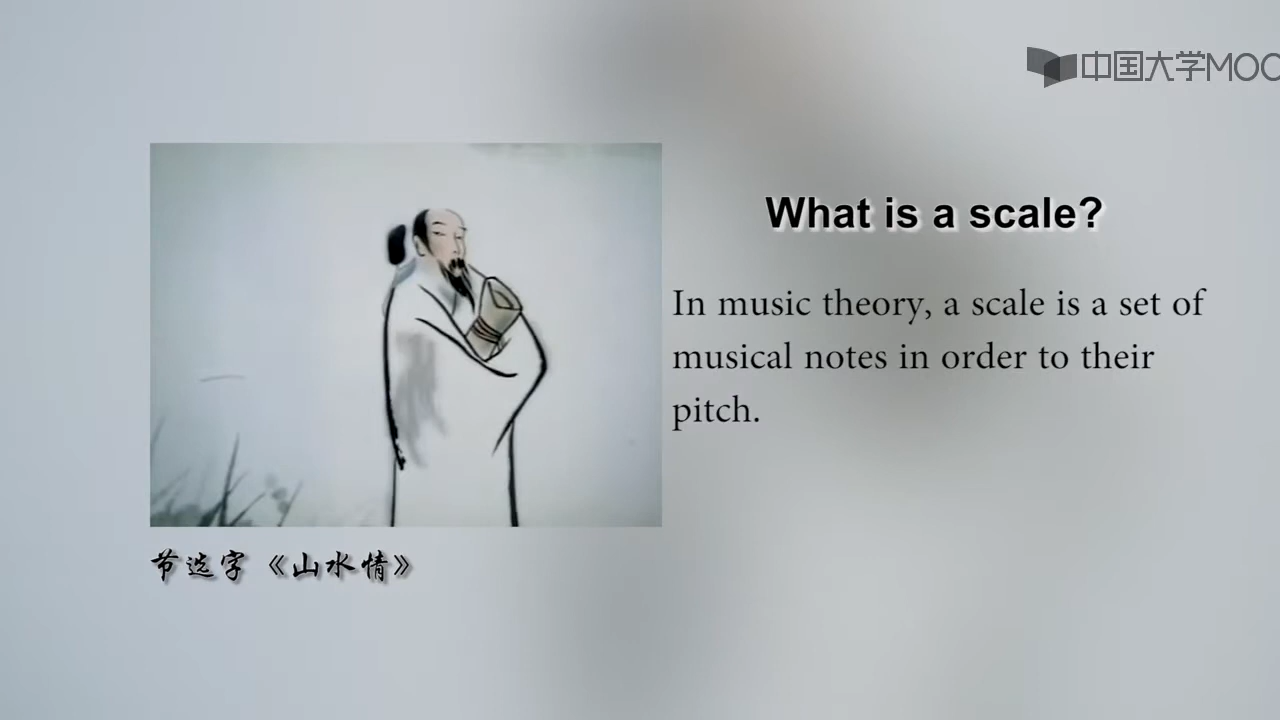 中国大学MOO
What is a scale?
In music theory, a scale is a set of
musical notes in order to their
pitch.
节选字《山水情》